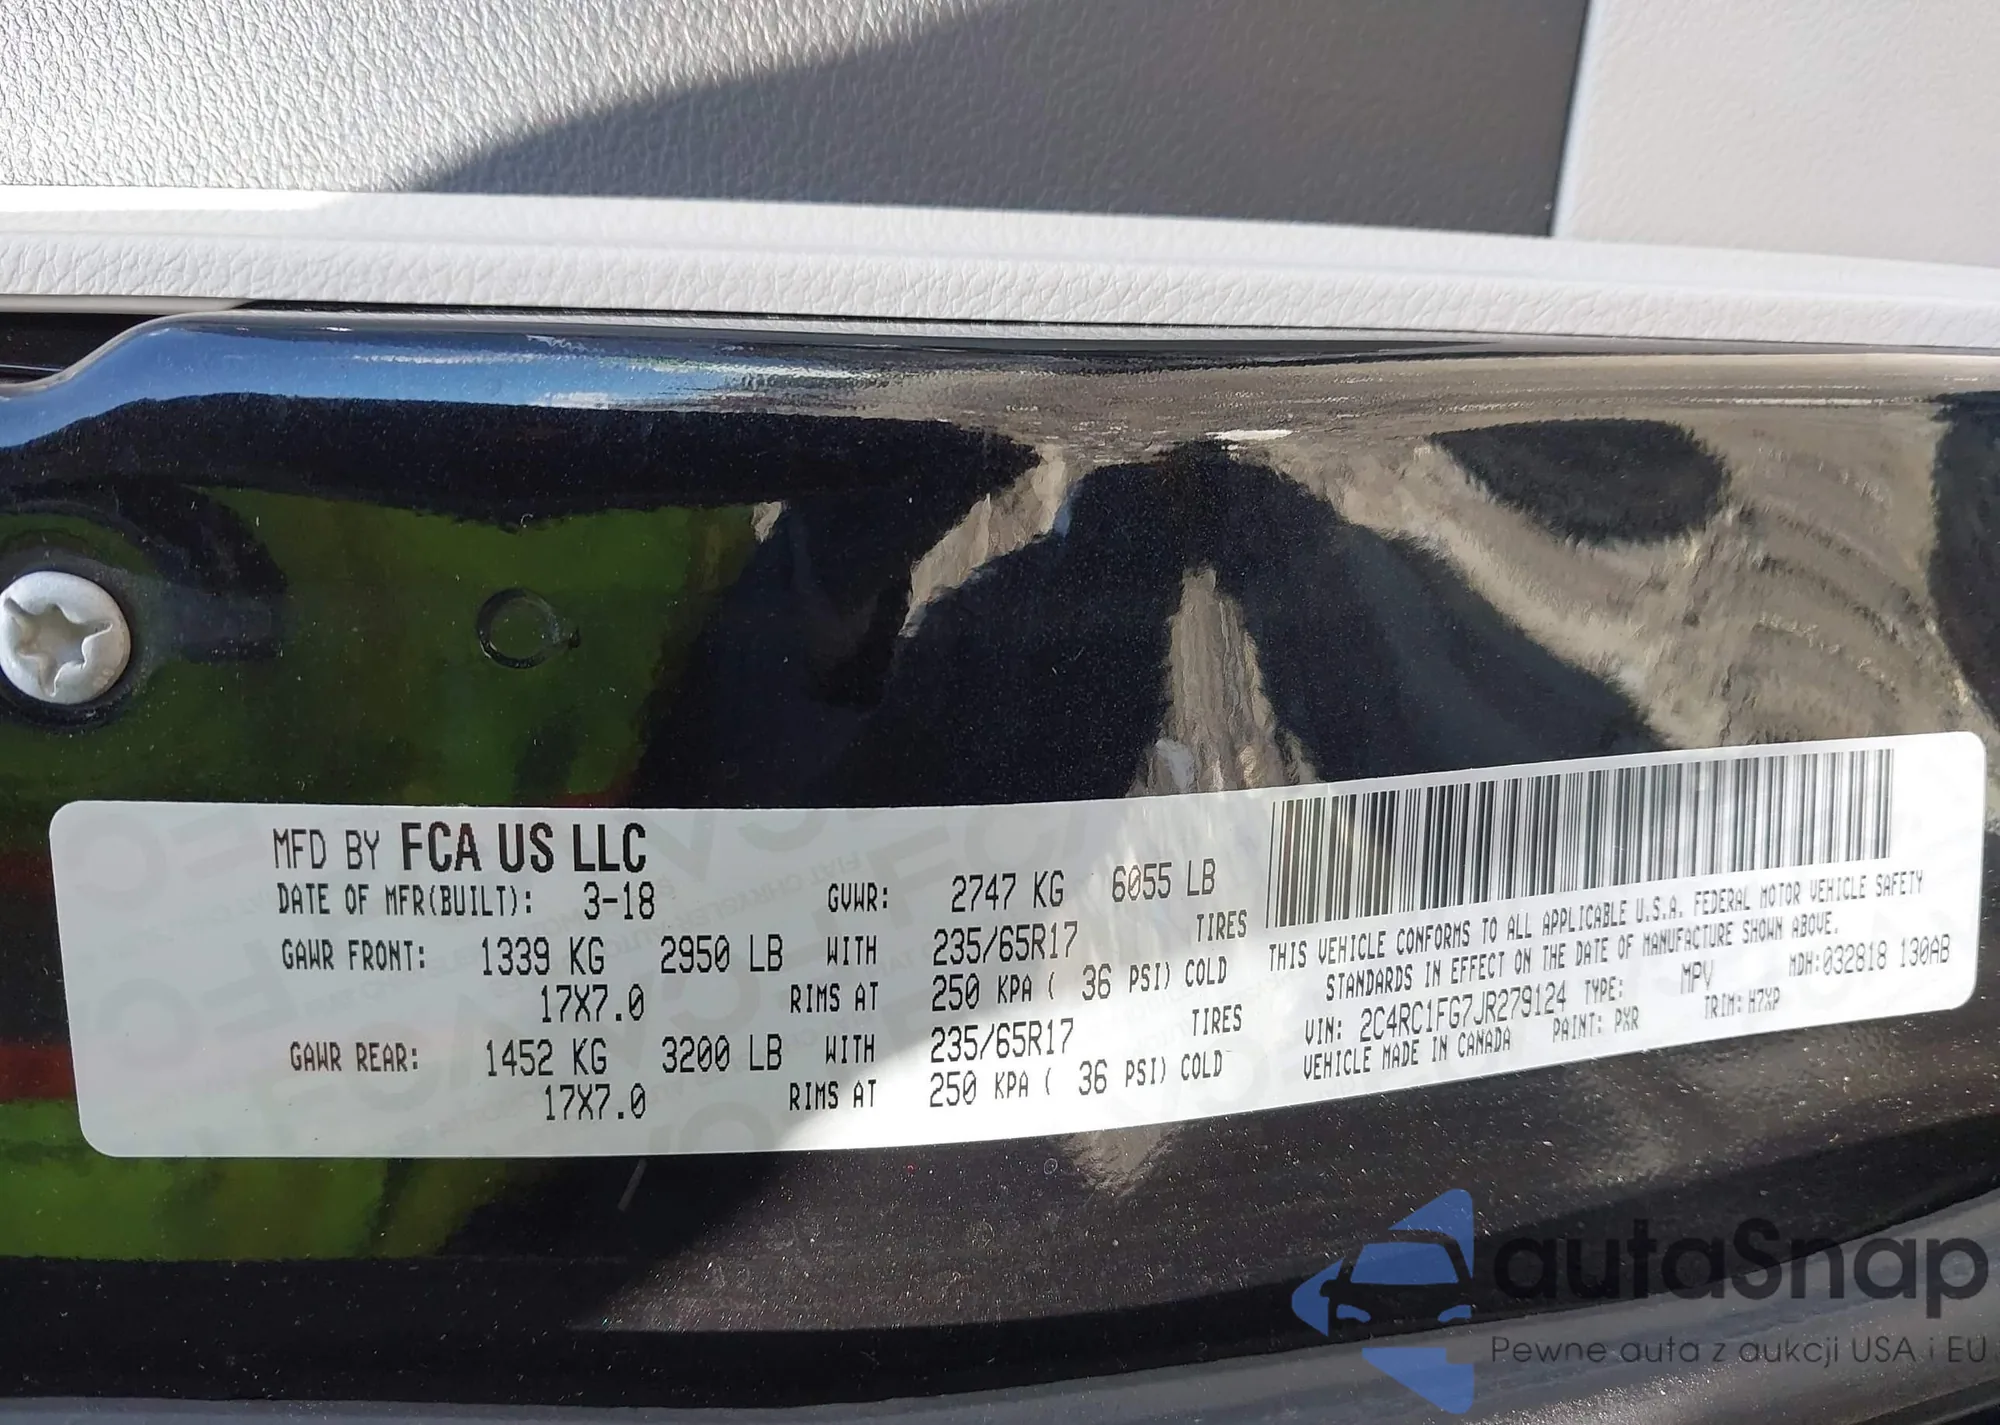 MFD BY FCA US LLC
DATE OF MFR(BUILT): 3-18 GVWR: 2747 KG 6055 LB
GAWR FRONT: 1339 KG 2950 LB WITH 235/65R17 TIRES
17X7.0 RIMS AT 250 KPA ( 36 PSI) COLD
GAWR REAR: 1452 KG 3200 LB WITH 235/65R17 TIRES
17X7.0 RIMS AT 250 KPA ( 36 PSI) COLD
THIS VEHICLE CONFORMS TO ALL APPLICABLE U.S.A. FEDERAL MOTOR VEHICLE SAFETY
STANDARDS IN EFFECT ON THE DATE OF MANUFACTURE SHOWN ABOVE.
MDH:032818 130AB
VIN: 2C4RC1FG7JR279124 TYPE: MPV
VEHICLE MADE IN CANADA PAINT: PXR TRIM: H7XP
autaSnap
Pewne auta z aukcji USA i EU